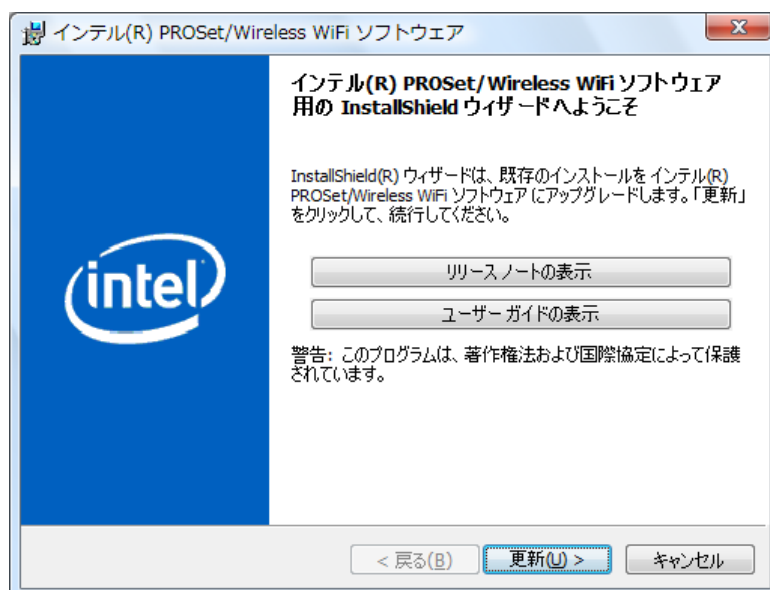 インテル(R) PROSet/Wireless WiFi ソフトウェア
インテル(R) PROSet/Wireless WiFi ソフトウェア
用の InstallShield ウィザードへようこそ
InstallShield(R) ウィザードは、既存のインストールを インテル(R)
PROSet/Wireless WiFi ソフトウェア にアップグレードします。「更新」
をクリックして、続行してください。
intel
リリース ノートの表示
ユーザー ガイドの表示
警告: このプログラムは、著作権法および国際協定によって保護
されています。
< 戻る(B)
更新(U) >
キャンセル